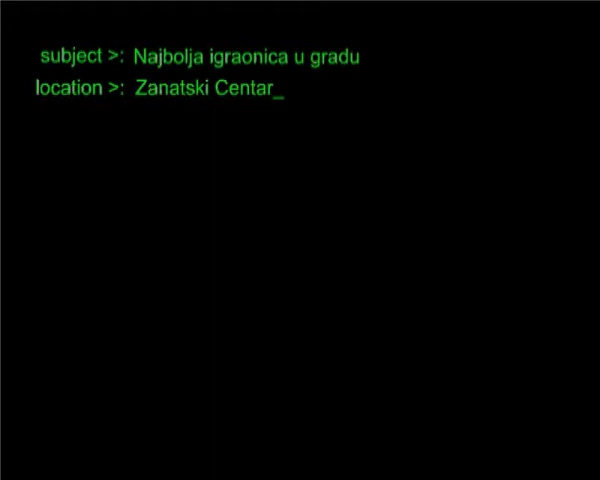 subject >: Najbolja igraonica u gradu
location >: Zanatski Centar_